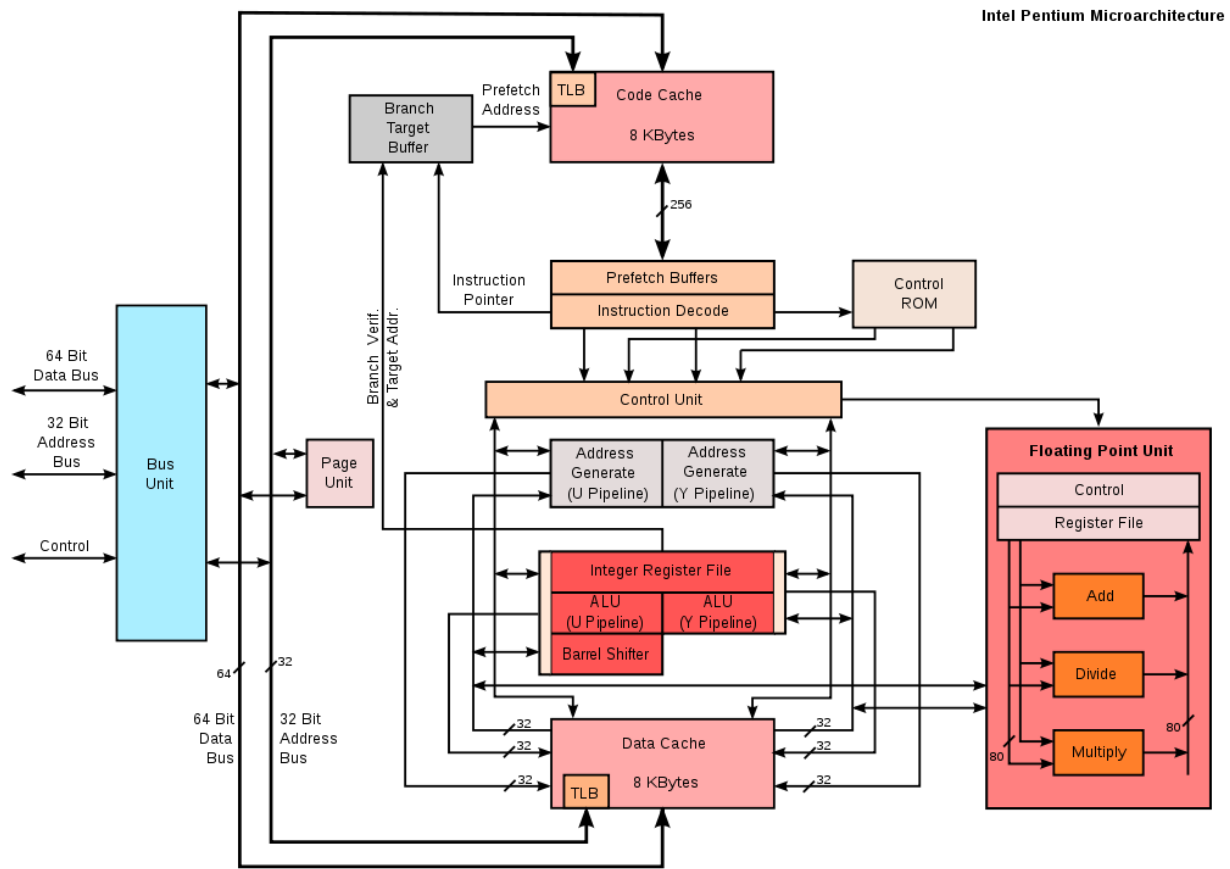 Intel Pentium Microarchitecture
TLB
Code Cache
8 KBytes
Prefetch
Address
Branch
Target
Buffer
256
Prefetch Buffers
Instruction Decode
Instruction
Pointer
Control
ROM
Branch Verif.
& Target Addr.
Control Unit
64 Bit
Data Bus
32 Bit
Address
Bus
Control
Bus
Unit
Page
Unit
Address
Generate
(U Pipeline)
Address
Generate
(Y Pipeline)
Integer Register File
ALU
(U Pipeline)
ALU
(Y Pipeline)
Barrel Shifter
Floating Point Unit
Control
Register File
Add
Divide
Multiply
80
80
64
32
64 Bit
Data
Bus
32 Bit
Address
Bus
32
32
32
32
32
32
Data Cache
8 KBytes
TLB